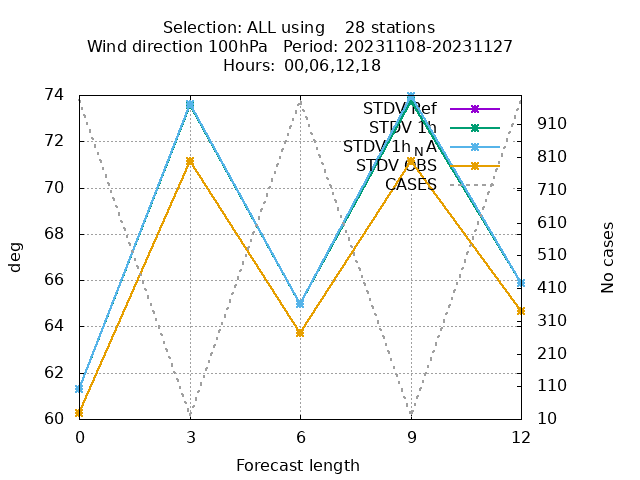 Selection: ALL using 28 stations
Wind direction 100hPa Period: 20231108-20231127
Hours: 00,06,12,18
STDV Ref
STDV 1h
STDV 1h_NA
STDV OBS
CASES
74
72
70
68
66
64
62
60
910
810
710
610
510
410
310
210
110
10
deg
No cases
0 3 6 9 12
Forecast length